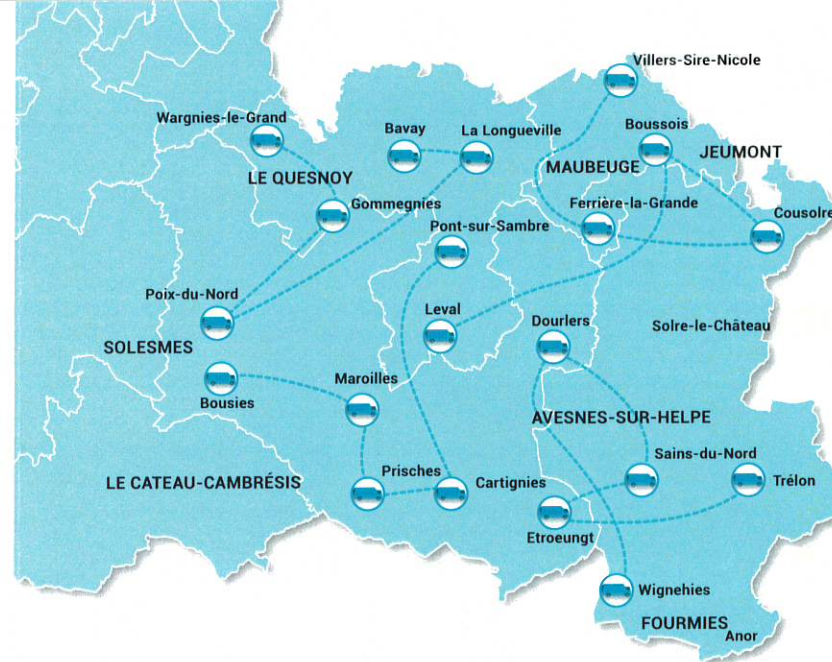 Villers-Sire-Nicole
Wargnies-le-Grand
Bavay
La Longueville
Boussois
JEUMONT
MAUBEUGE
LE QUESNOY
Gommegnies
Ferrière-la-Grande
Cousolre
Pont-sur-Sambre
Poix-du-Nord
Leval
Dourlers
Solre-le-Château
SOLESMES
Maroilles
Bousies
AVESNES-SUR-HELPE
Sains-du-Nord
LE CATEAU-CAMBRÉSIS
Prisches
Cartignies
Trélon
Etroeungt
Wignehies
FOURMIES
Anor